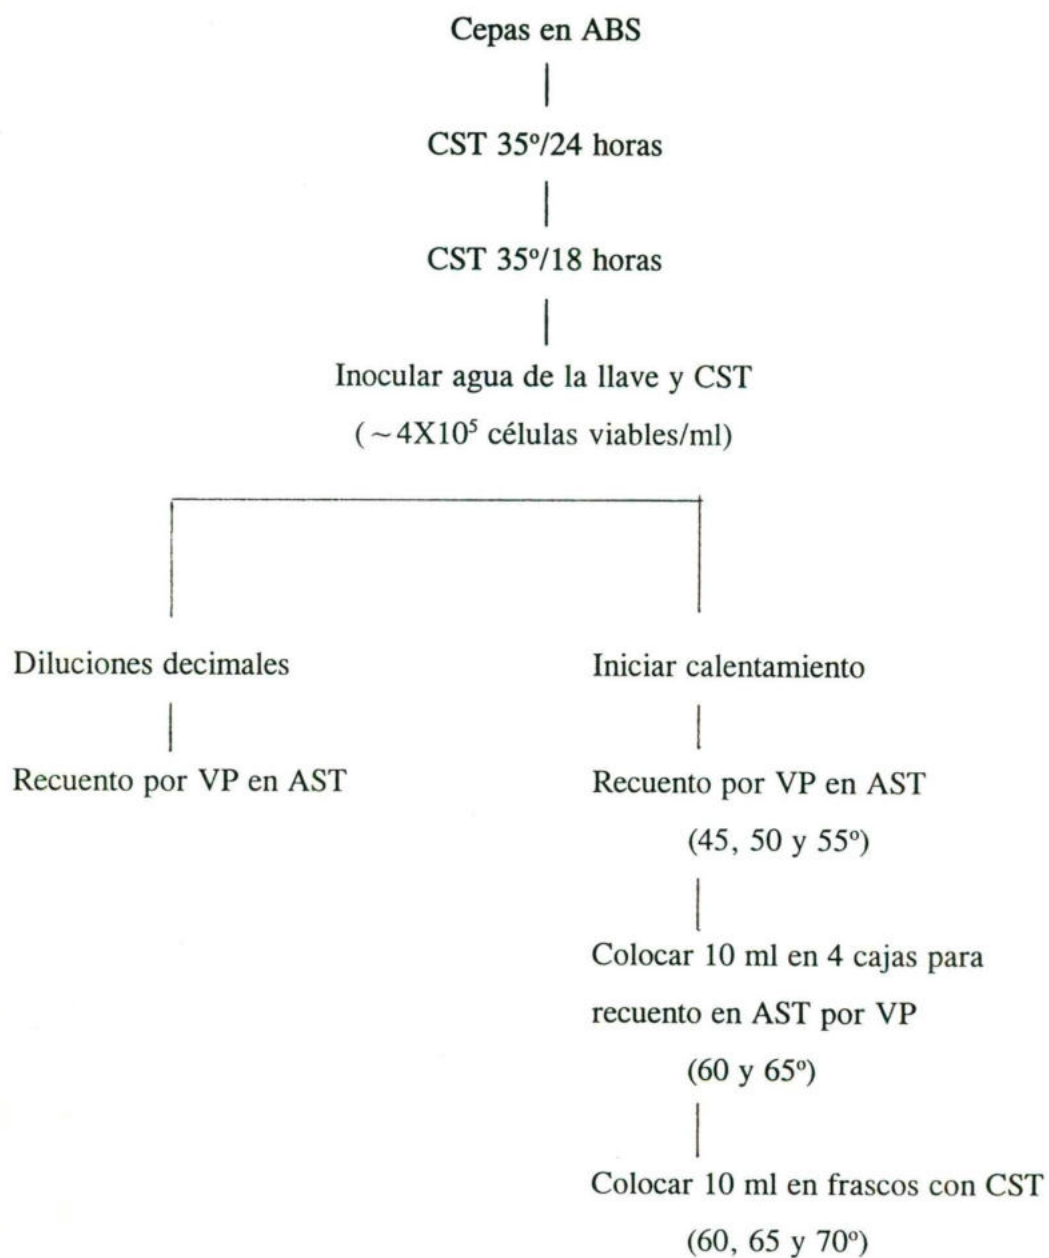 Cepas en ABS
CST 35º/24 horas
CST 35º/18 horas
Inocular agua de la llave y CST
(~4X10⁵ células viables/ml)
Diluciones decimales
Recuento por VP en AST
Iniciar calentamiento
Recuento por VP en AST
(45, 50 y 55º)
Colocar 10 ml en 4 cajas para
recuento en AST por VP
(60 y 65º)
Colocar 10 ml en frascos con CST
(60, 65 y 70º)